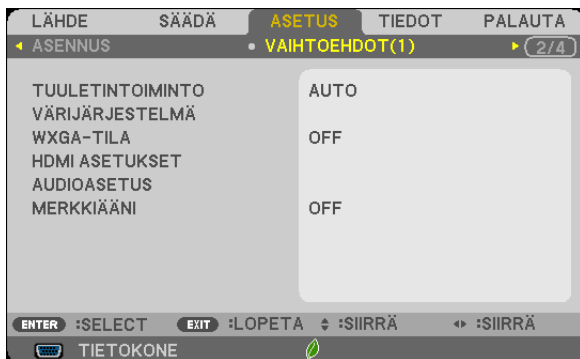 LÄHDE SÄÄDÄ ASETUS TIEDOT PALAUTA
ASENNUS • VAIHTOEHDOT(1) 2/4
TUULETINTOIMINTO AUTO
VÄRIJÄRJESTELMÄ
WXGA-TILA OFF
HDMI ASETUKSET
AUDIOASETUS
MERKKIÄÄNI OFF
ENTER :SELECT EXIT :LOPETA :SIIRRÄ :SIIRRÄ
TIETOKONE